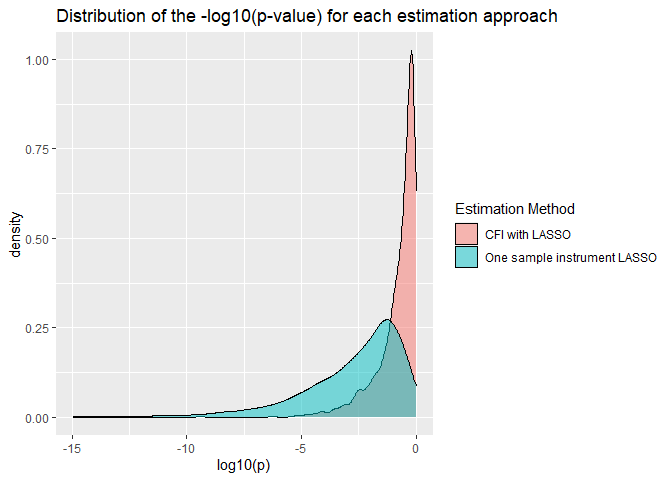 Distribution of the -log10(p-value) for each estimation approach
1.00
0.75
0.50
0.25
0.00
density
-15
-10
-5
0
log10(p)
Estimation Method
CFI with LASSO
One sample instrument LASSO